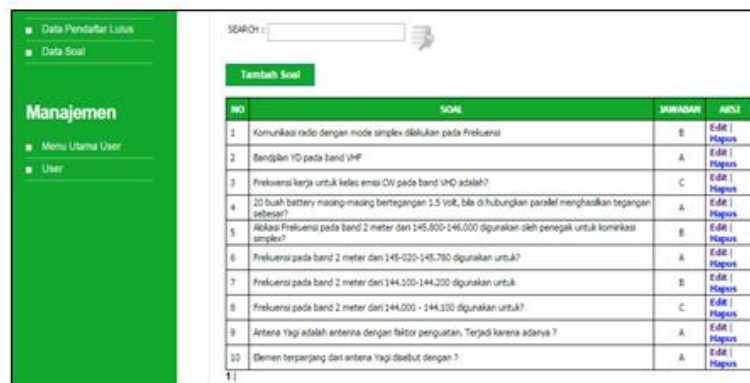 Data Pendaftar Lulus
Data Soal
Manajemen
Menu Utama User
User
SEARCH :
Tambah Soal
NO SOAL JAWABAN AKSI
1 Komunikasi radio dengan mode simplex dilakukan pada Frekuensi B Edit | Hapus
2 Bandplan YD pada band VHF A Edit | Hapus
3 Frekwensi kerja untuk kelas emisi CW pada band VHD adalah? C Edit | Hapus
4 20 buah battery masing-masing bertegangan 1.5 Volt, bila di hubungkan parallel menghasilkan tegangan
sebesar? A Edit | Hapus
5 Alokasi Frekuensi pada band 2 meter dari 145.800-146.000 digunakan oleh penegak untuk kominkasi
simplex? B Edit | Hapus
6 Frekuensi pada band 2 meter dari 145-020-145.780 digunakan untuk? A Edit | Hapus
7 Frekuensi pada band 2 meter dari 144.100-144.200 digunakan untuk B Edit | Hapus
8 Frekuensi pada band 2 meter dari 144.000 - 144.100 digunakan untuk? C Edit | Hapus
9 Antena Yagi adalah antenna dengan faktor penguatan. Terjadi karena adanya ? A Edit | Hapus
10 Elemen terpanjang dari antena Yagi disebut dengan ? A Edit | Hapus
1 |